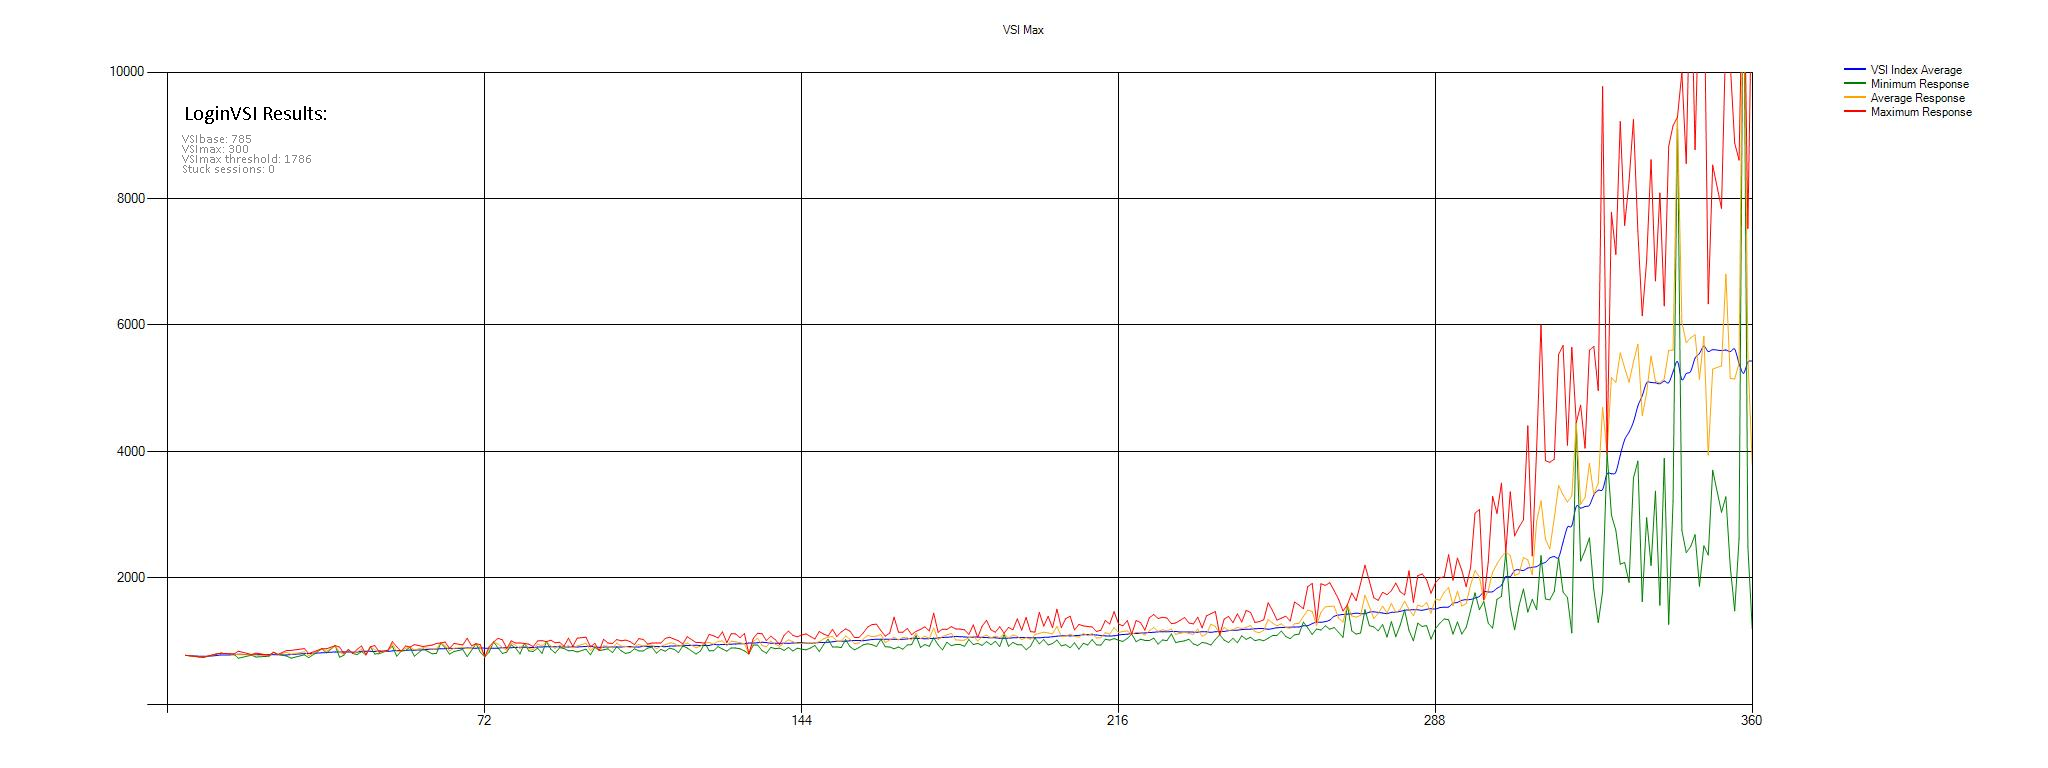 VSI Max
10000
8000
6000
4000
2000
72
144
216
288
360
LoginVSI Results:
VSIbase: 785
VSImax: 300
VSImax threshold: 1786
Stuck sessions: 0
VSI Index Average
Minimum Response
Average Response
Maximum Response